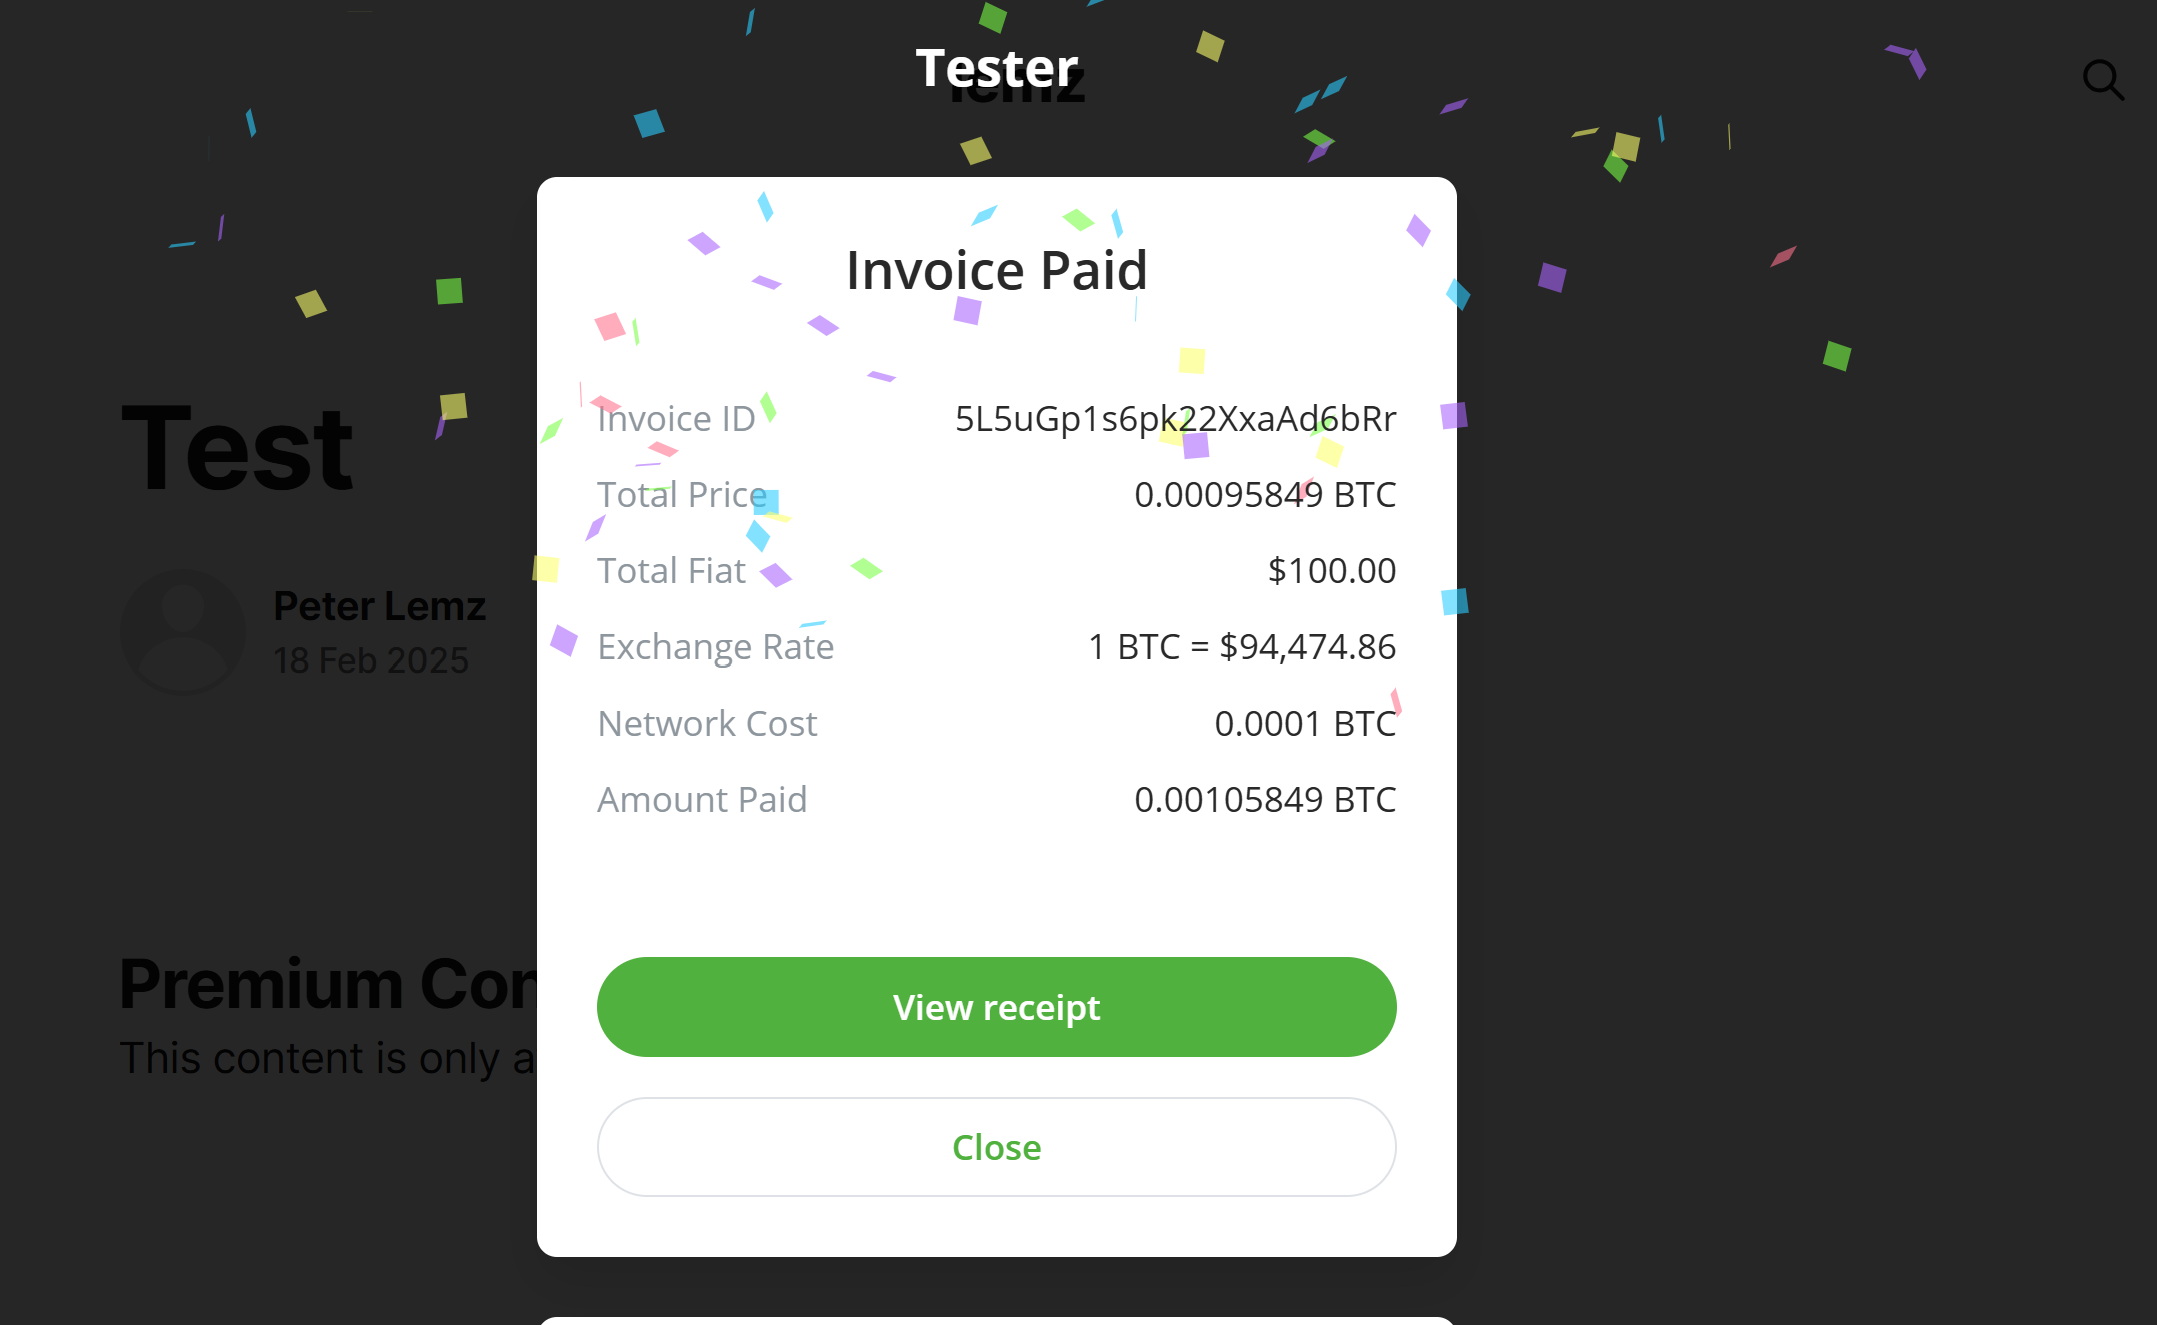 Tester
lemz
Invoice Paid
Test
Invoice ID 5L5uGp1s6pk22XxaAd6bRr
Total Price 0.00095849 BTC
Total Fiat $100.00
Peter Lemz
18 Feb 2025
Exchange Rate 1 BTC = $94,474.86
Network Cost 0.0001 BTC
Amount Paid 0.00105849 BTC
Premium Con
This content is only a
View receipt
Close